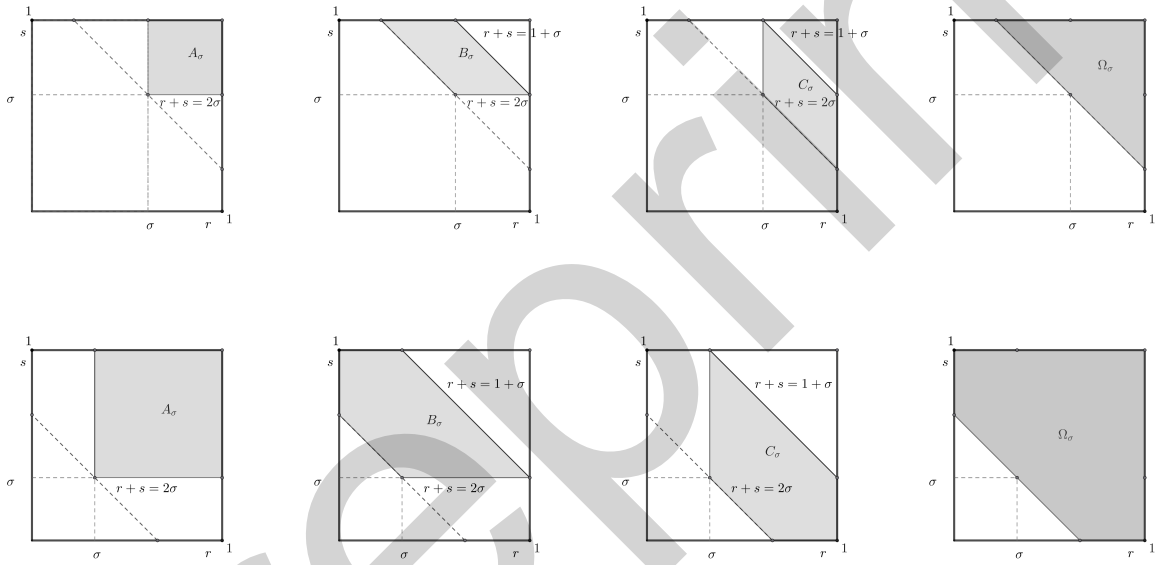 1
s
A_σ
σ
r + s = 2σ
σ
r
1
1
s
r + s = 1 + σ
B_σ
σ
r + s = 2σ
σ
r
1
1
s
r + s = 1 + σ
C_σ
σ
r + s = 2σ
σ
r
1
1
s
Ω_σ
σ
σ
r
1
1
s
A_σ
σ
r + s = 2σ
σ
r
1
1
s
r + s = 1 + σ
B_σ
σ
r + s = 2σ
σ
r
1
1
s
r + s = 1 + σ
C_σ
σ
r + s = 2σ
σ
r
1
1
s
Ω_σ
σ
σ
r
1